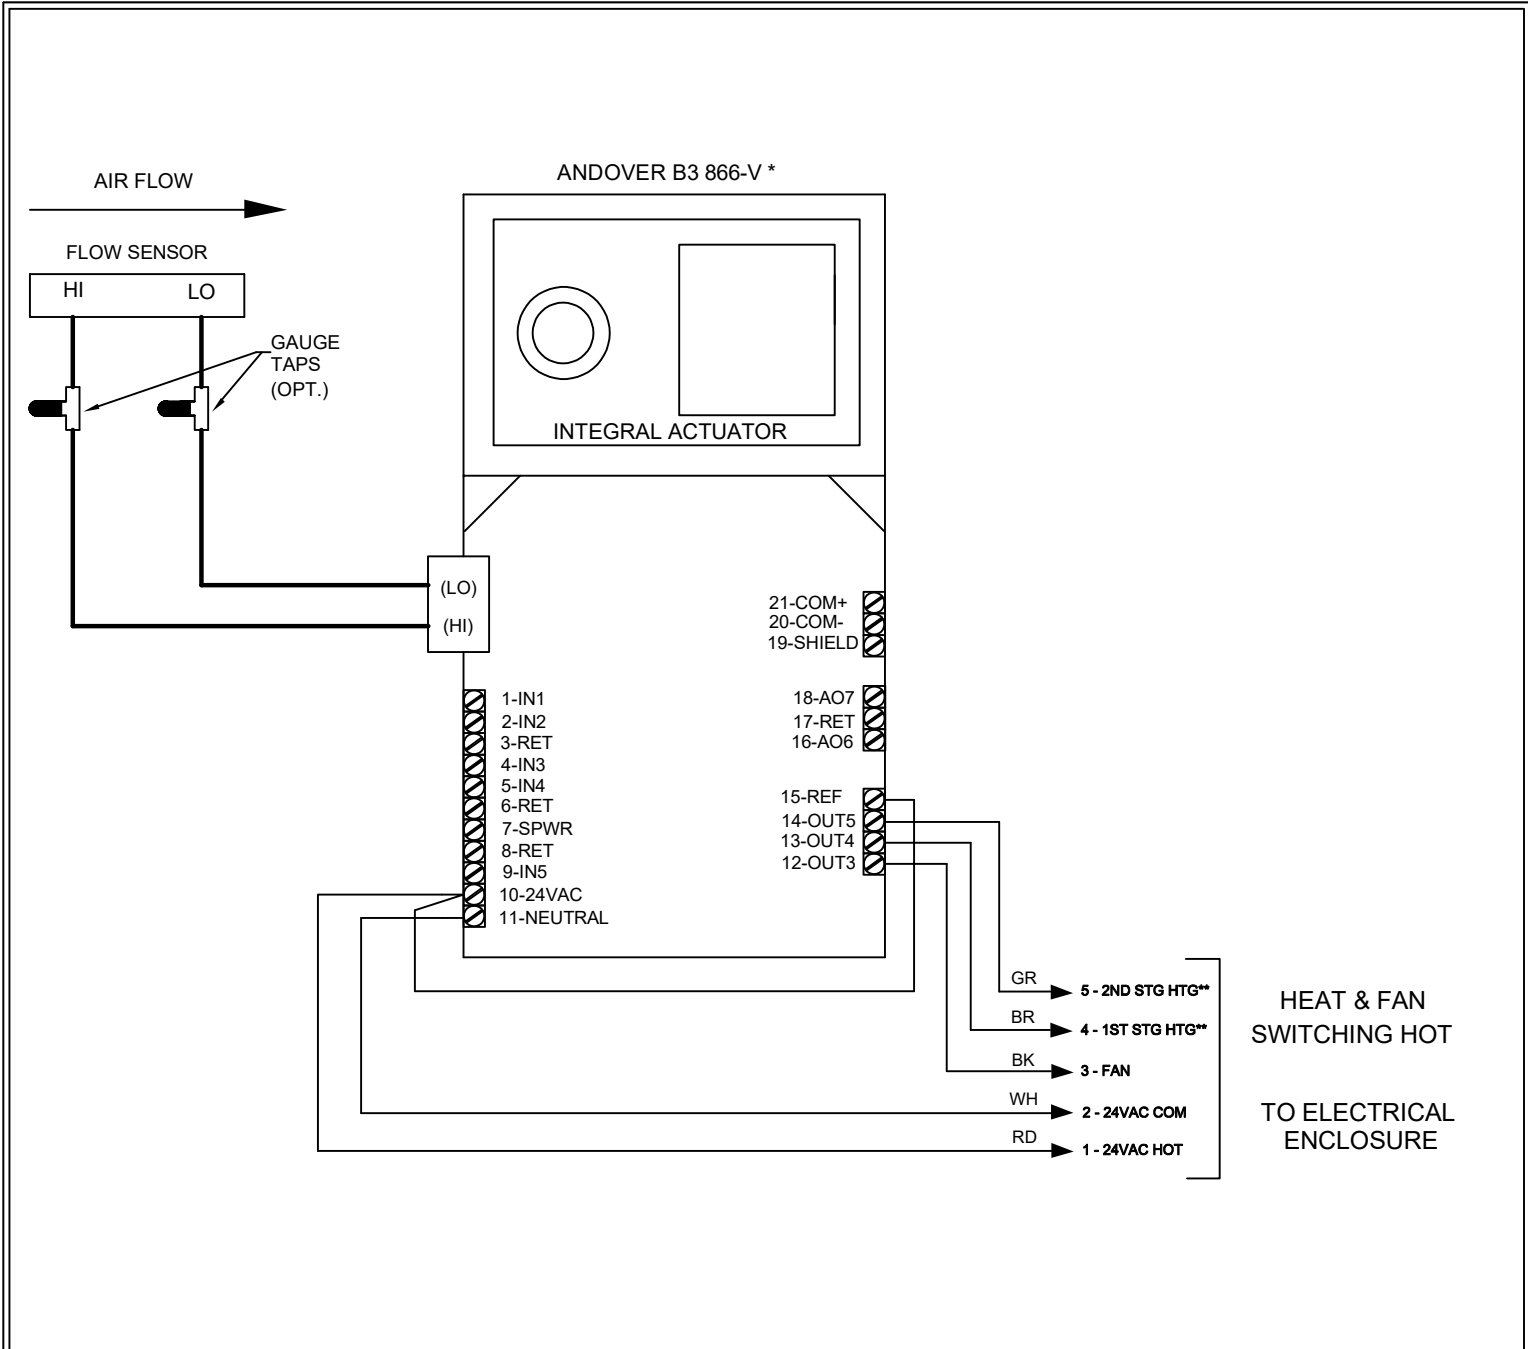 ANDOVER B3 866-V *
AIR FLOW
FLOW SENSOR
HI
LO
GAUGE
TAPS
(OPT.)
INTEGRAL ACTUATOR
(LO)
(HI)
21-COM+
20-COM-
19-SHIELD
1-IN1
2-IN2
3-RET
4-IN3
5-IN4
6-RET
7-SPWR
8-RET
9-IN5
10-24VAC
11-NEUTRAL
18-AO7
17-RET
16-AO6
15-REF
14-OUT5
13-OUT4
12-OUT3
GR
5 - 2ND STG HTG**
BR
4 - 1ST STG HTG**
BK
3 - FAN
WH
2 - 24VAC COM
RD
1 - 24VAC HOT
HEAT & FAN
SWITCHING HOT
TO ELECTRICAL
ENCLOSURE